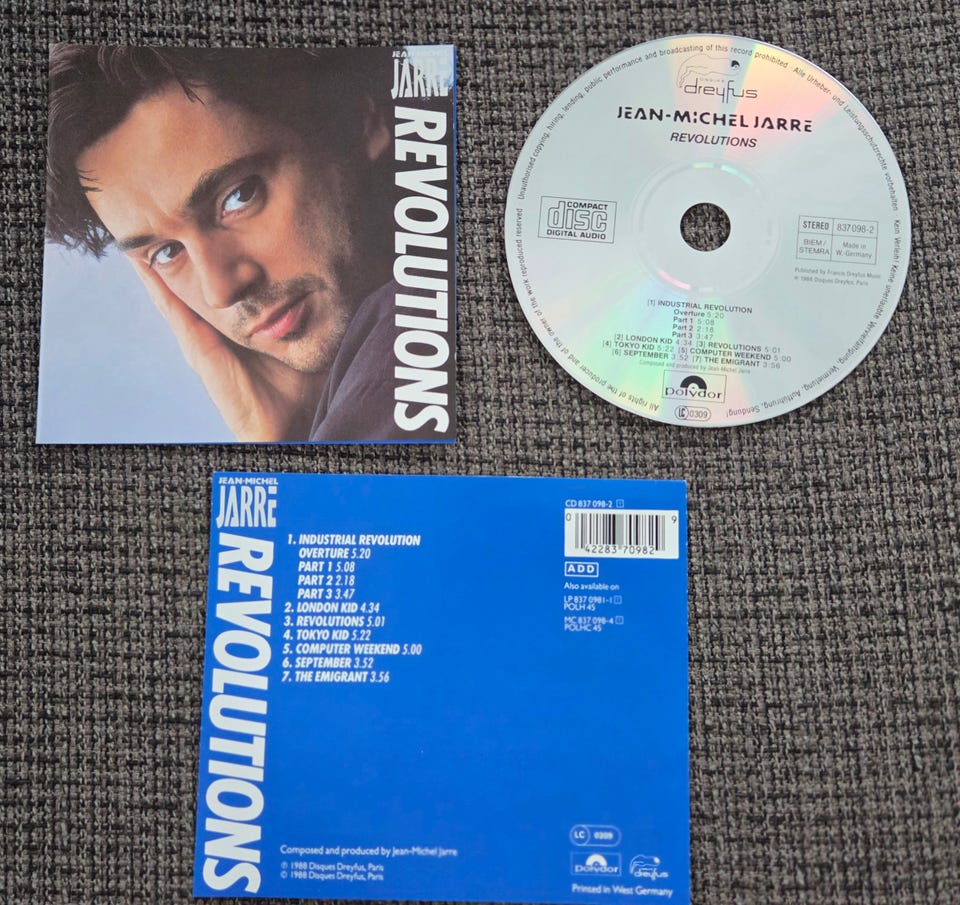 JEAN-MICHEL
JARRE
REVOLUTIONS
Unauthorised copying, hiring, lending, public performance and broadcasting of this record prohibited · Alle Urheber- und Leistungsschutzrechte vorbehalten · Kein Verleih! Keine unerlaubte Vervielfältigung, Vermietung, Aufführung, Sendung!
All rights of the producer and of the owner of the work reproduced reserved
DISQUES
dreyfus
JEAN-MICHEL JARRE
REVOLUTIONS
COMPACT
disc
DIGITAL AUDIO
STEREO 837 098-2
BIEM / STEMRA
Made in W.-Germany
Published by Francis Dreyfus Music
℗ 1988 Disques Dreyfus, Paris
[1] INDUSTRIAL REVOLUTION
Overture 5:20
Part 1 5:08
Part 2 2:18
Part 3 3:47
[2] LONDON KID 4:34 [3] REVOLUTIONS 5:01
[4] TOKYO KID 5:22 [5] COMPUTER WEEKEND 5:00
[6] SEPTEMBER 3:52 [7] THE EMIGRANT 3:56
Composed and produced by Jean-Michel Jarre
polydor
LC 0309
JEAN-MICHEL
JARRE
REVOLUTIONS
1. INDUSTRIAL REVOLUTION
OVERTURE 5.20
PART 1 5.08
PART 2 2.18
PART 3 3.47
2. LONDON KID 4.34
3. REVOLUTIONS 5.01
4. TOKYO KID 5.22
5. COMPUTER WEEKEND 5.00
6. SEPTEMBER 3.52
7. THE EMIGRANT 3.56
Composed and produced by Jean-Michel Jarre
℗ 1988 Disques Dreyfus, Paris
© 1988 Disques Dreyfus, Paris
CD 837 098-2
0 42283 70982 9
ADD
Also available on
LP 837 0981-1
POLH 45
MC 837 098-4
POLHC 45
LC 0309
polydor
dreyfus
Printed in West Germany